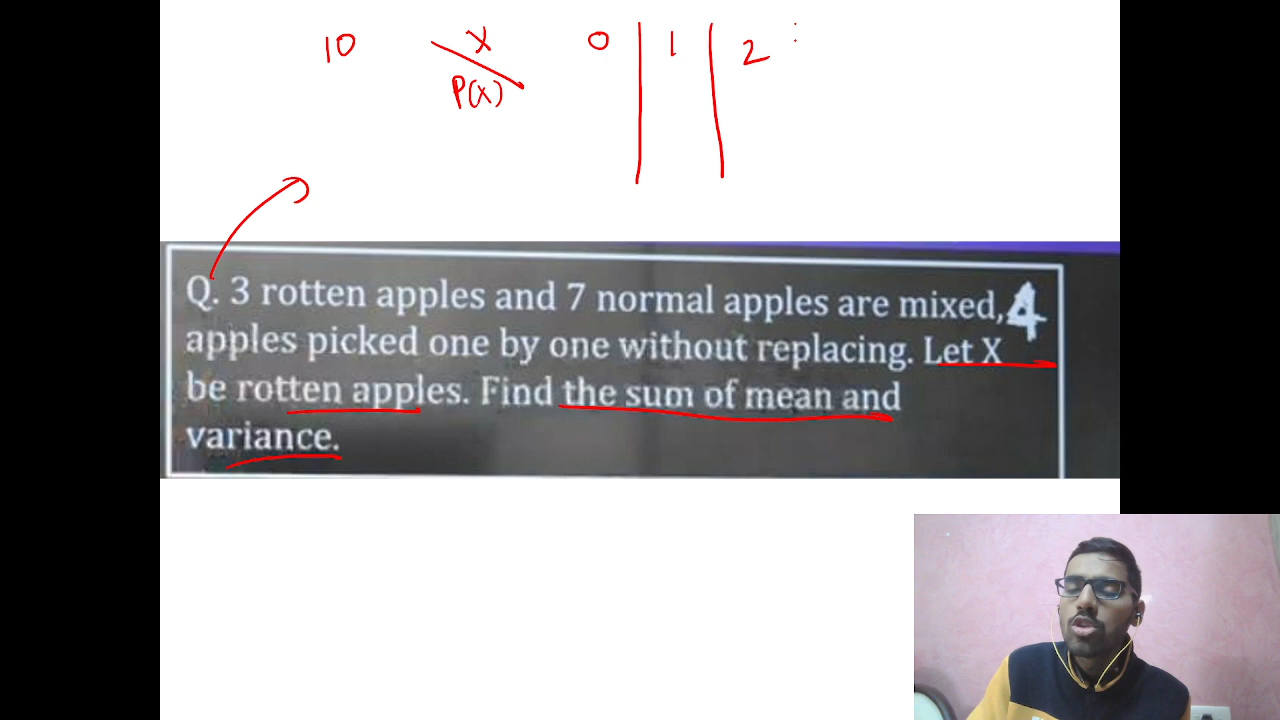 10 X 0 1 2
P(X)
Q. 3 rotten apples and 7 normal apples are mixed, 4
apples picked one by one without replacing. Let X
be rotten apples. Find the sum of mean and
variance.